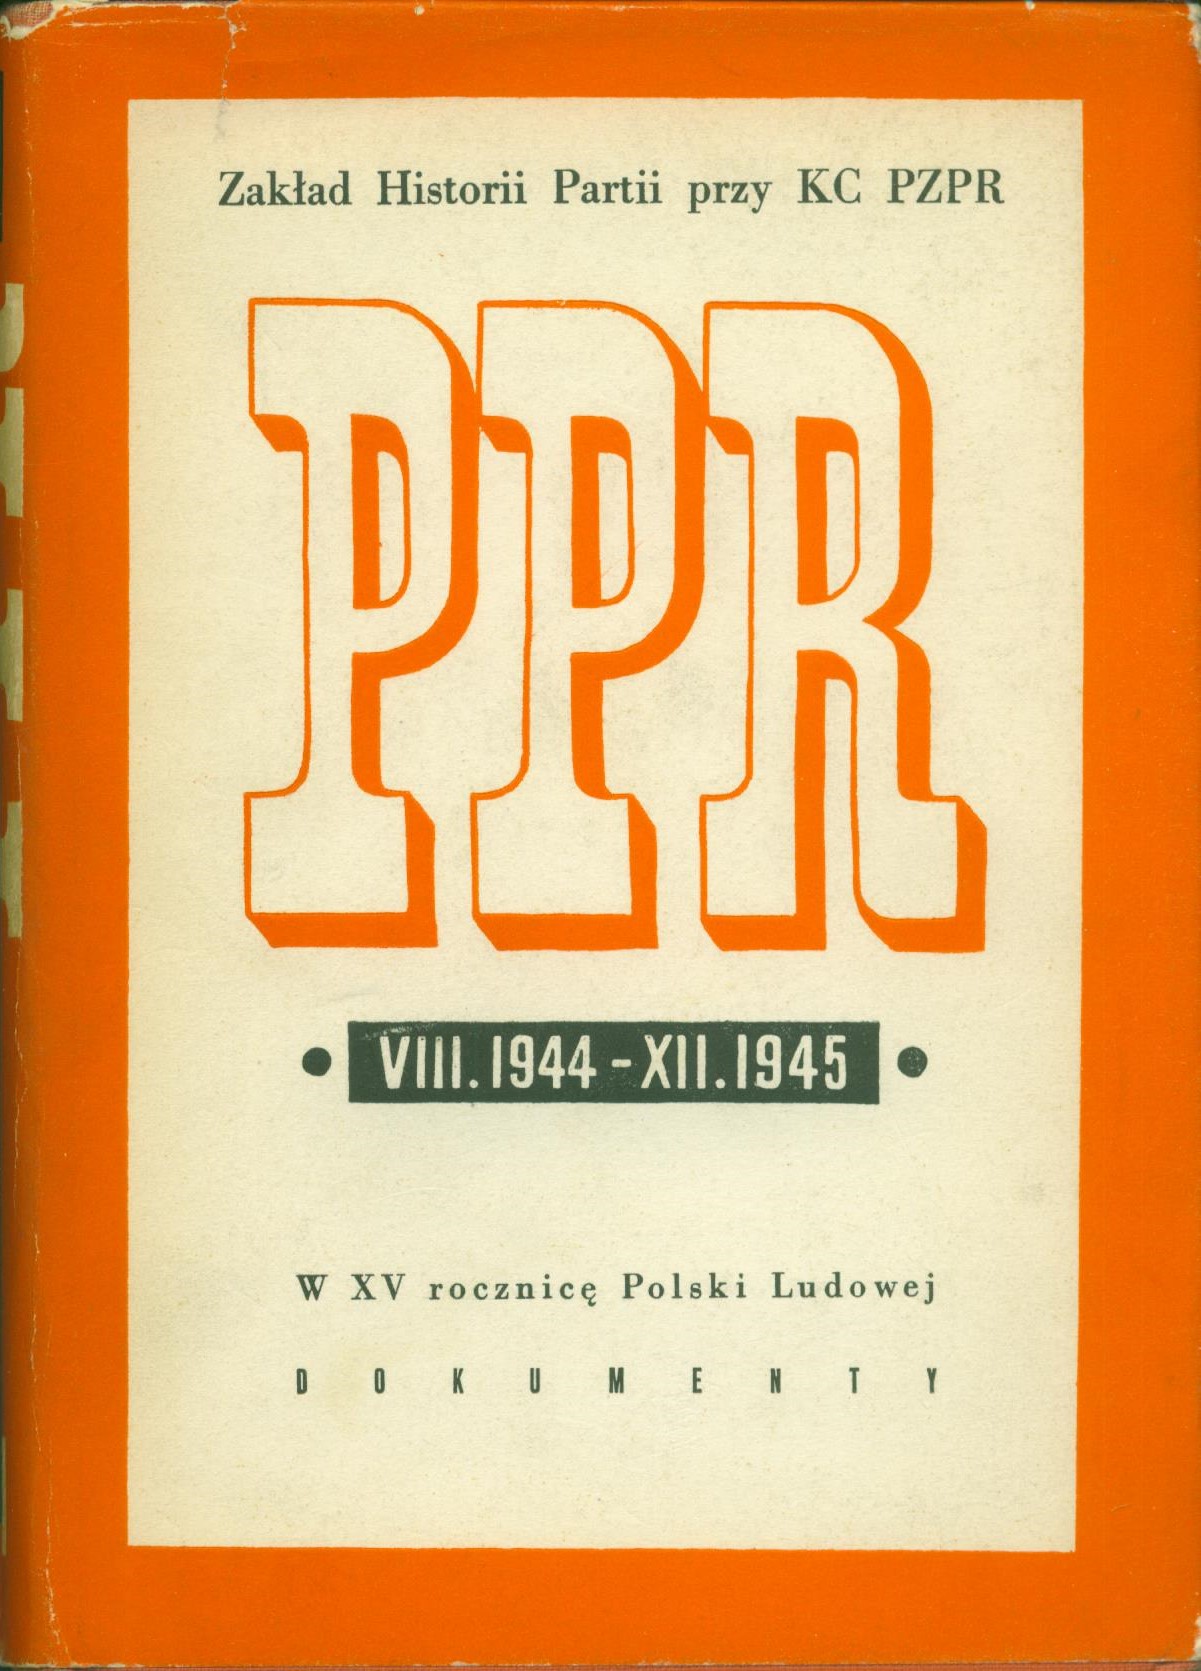 Zakład Historii Partii przy KC PZPR
PPR
• VIII.1944-XII.1945 •
W XV rocznicę Polski Ludowej
DOKUMENTY